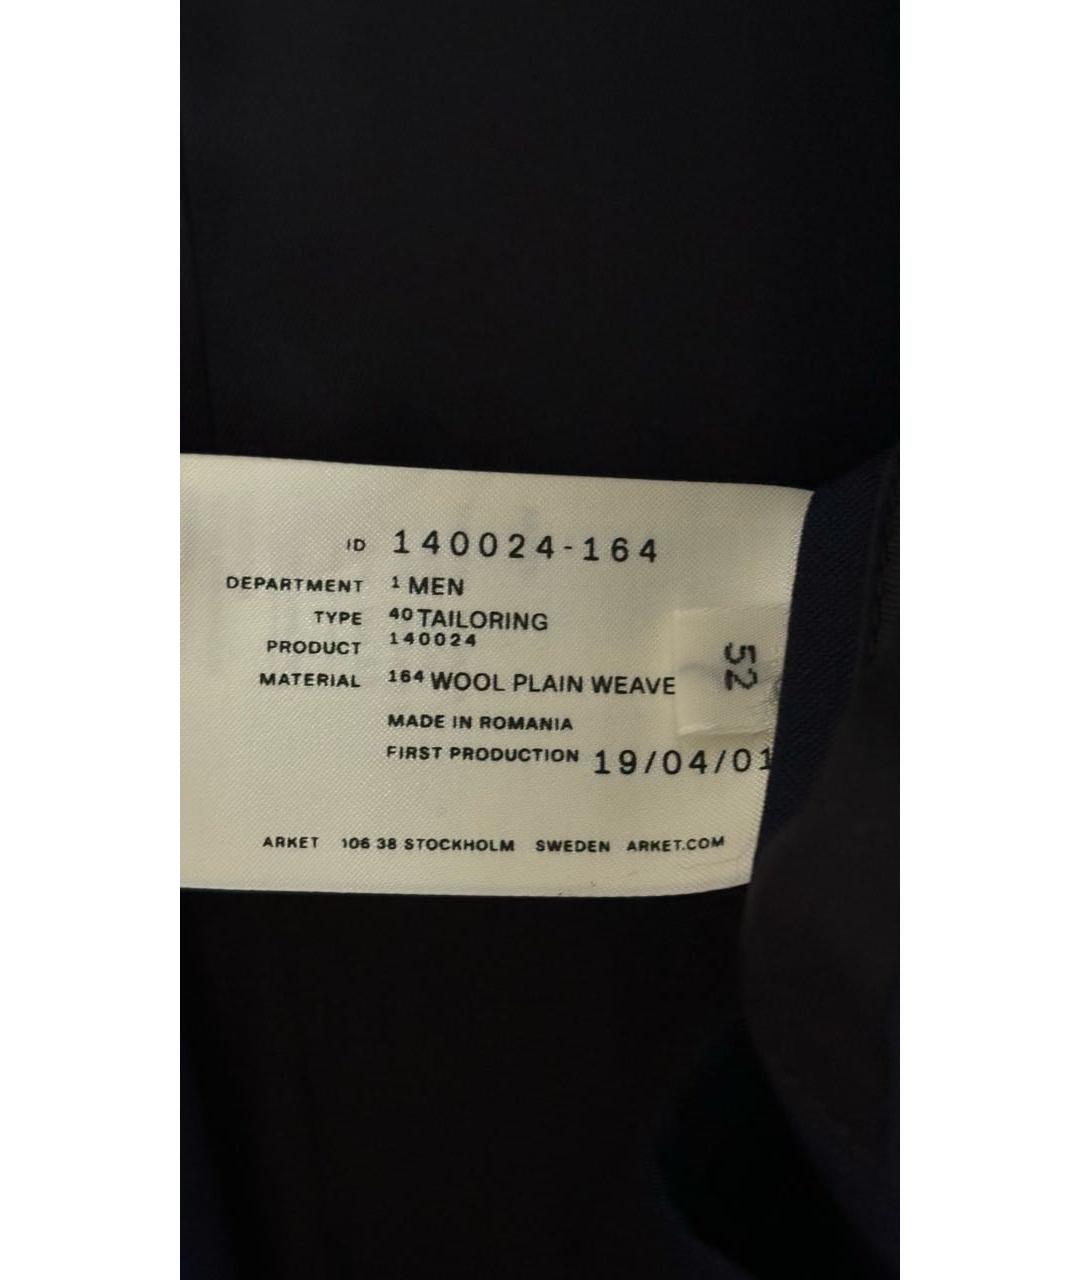 ID 140024-164
DEPARTMENT 1 MEN
TYPE 40 TAILORING
PRODUCT 140024
MATERIAL 164 WOOL PLAIN WEAVE
MADE IN ROMANIA
FIRST PRODUCTION 19/04/01
ARKET 106 38 STOCKHOLM SWEDEN ARKET.COM
52